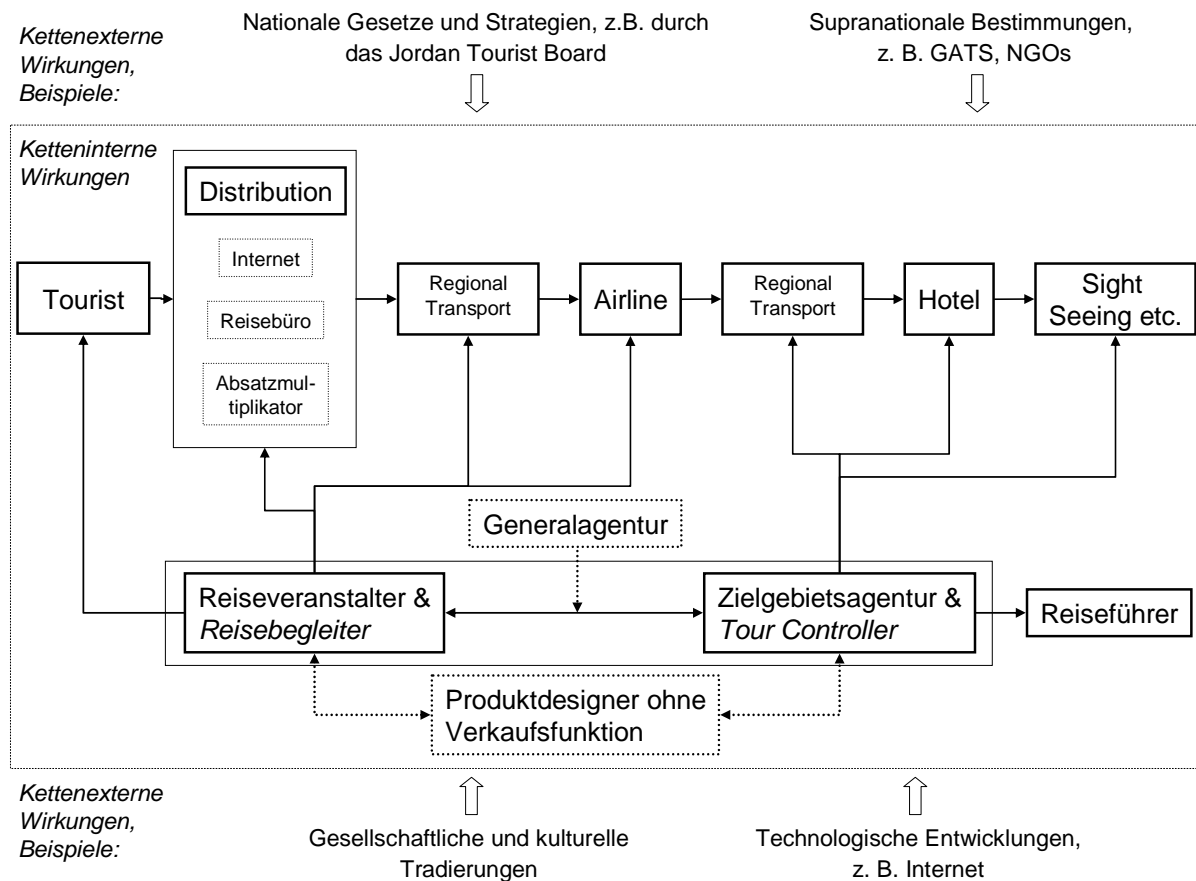 Kettenexterne
Wirkungen,
Beispiele:
Nationale Gesetze und Strategien, z.B. durch
das Jordan Tourist Board
Supranationale Bestimmungen,
z. B. GATS, NGOs
Ketteninterne
Wirkungen
Distribution
Internet
Reisebüro
Absatzmul-
tiplikator
Tourist
Regional
Transport
Airline
Regional
Transport
Hotel
Sight
Seeing etc.
Generalagentur
Reiseveranstalter &
Reisebegleiter
Zielgebietsagentur &
Tour Controller
Reiseführer
Produktdesigner ohne
Verkaufsfunktion
Kettenexterne
Wirkungen,
Beispiele:
Gesellschaftliche und kulturelle
Tradierungen
Technologische Entwicklungen,
z. B. Internet